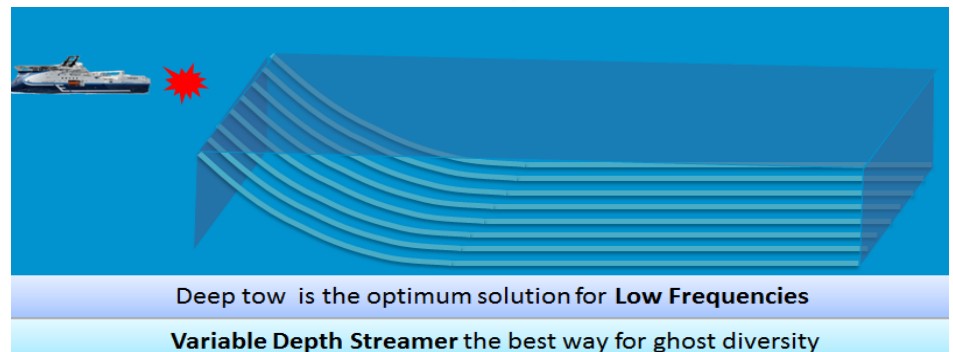 Deep tow is the optimum solution for Low Frequencies
Variable Depth Streamer the best way for ghost diversity